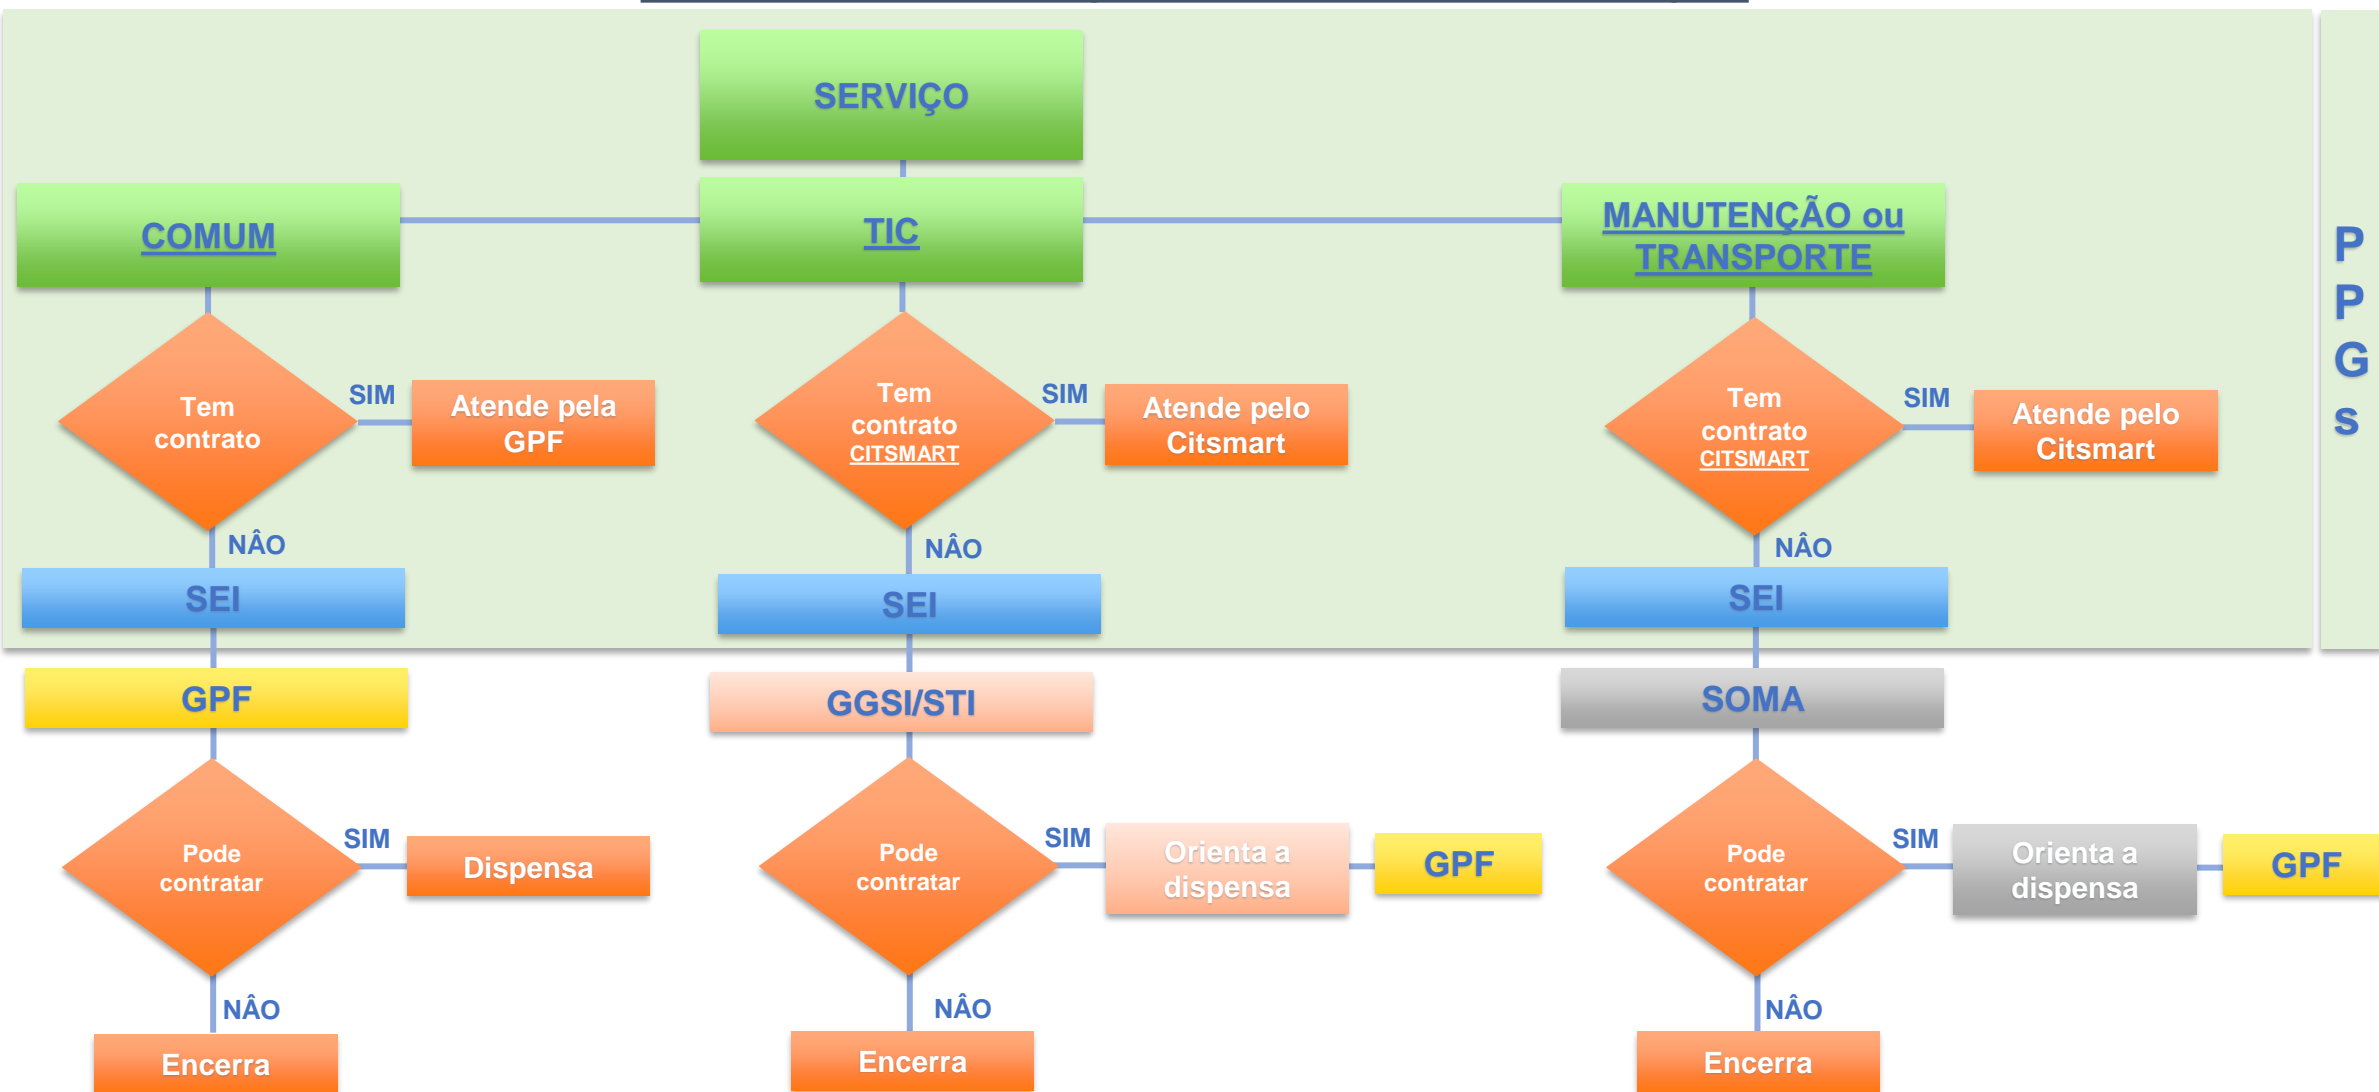 SERVIÇO
COMUM
TIC
MANUTENÇÃO ou
TRANSPORTE
P
P
G
s
Tem
contrato
SIM
Atende pela
GPF
Tem
contrato
CITSMART
SIM
Atende pelo
Citsmart
Tem
contrato
CITSMART
SIM
Atende pelo
Citsmart
NÂO
NÂO
NÂO
SEI
SEI
SEI
GPF
GGSI/STI
SOMA
Pode
contratar
SIM
Dispensa
Pode
contratar
SIM
Orienta a
dispensa
GPF
Pode
contratar
SIM
Orienta a
dispensa
GPF
NÂO
NÂO
NÂO
Encerra
Encerra
Encerra